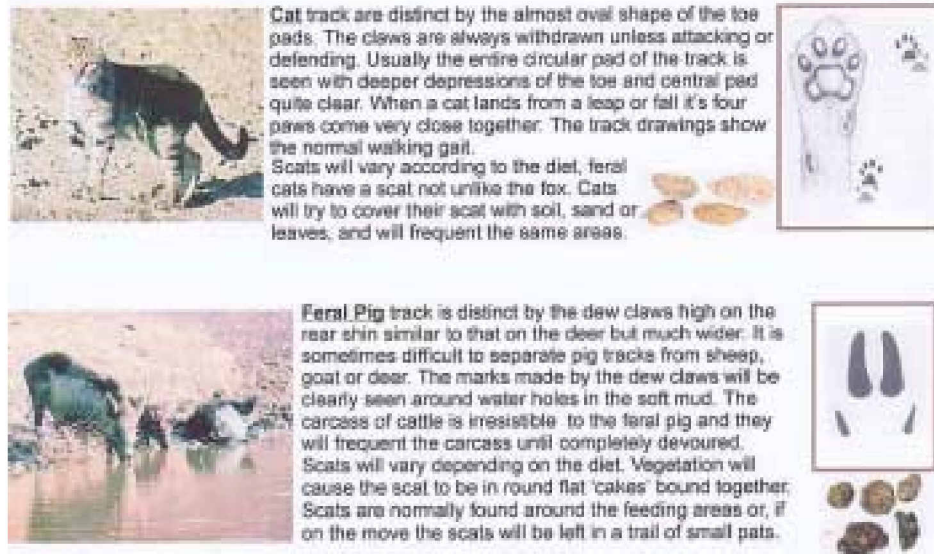 Cat track are distinct by the almost oval shape of the toe
pads. The claws are always withdrawn unless attacking or
defending. Usually the entire circular pad of the track is
seen with deeper depressions of the toe and central pad
quite clear. When a cat lands from a leap or fall it's four
paws come very close together. The track drawings show
the normal walking gait.
Scats will vary according to the diet, feral
cats have a scat not unlike the fox. Cats
will try to cover their scat with soil, sand or
leaves, and will frequent the same areas.
Feral Pig track is distinct by the dew claws high on the
rear shin similar to that on the deer but much wider. It is
sometimes difficult to separate pig tracks from sheep,
goat or deer. The marks made by the dew claws will be
clearly seen around water holes in the soft mud. The
carcass of cattle is irresistible to the feral pig and they
will frequent the carcass until completely devoured.
Scats will vary depending on the diet. Vegetation will
cause the scat to be in round flat 'cakes' bound together.
Scats are normally found around the feeding areas or, if
on the move the scats will be left in a trail of small pats.